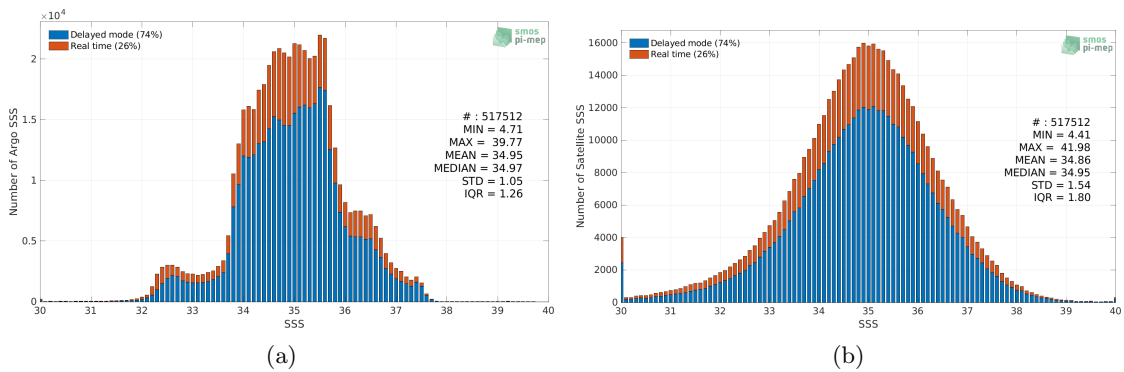 ×10⁴
Delayed mode (74%)
Real time (26%)
smos
pi-mep
2
1.5
1
0.5
0
Number of Argo SSS
# : 517512
MIN = 4.71
MAX = 39.77
MEAN = 34.95
MEDIAN = 34.97
STD = 1.05
IQR = 1.26
30 31 32 33 34 35 36 37 38 39 40
SSS
(a)
Delayed mode (74%)
Real time (26%)
smos
pi-mep
16000
14000
12000
10000
8000
6000
4000
2000
0
Number of Satellite SSS
# : 517512
MIN = 4.41
MAX = 41.98
MEAN = 34.86
MEDIAN = 34.95
STD = 1.54
IQR = 1.80
30 31 32 33 34 35 36 37 38 39 40
SSS
(b)